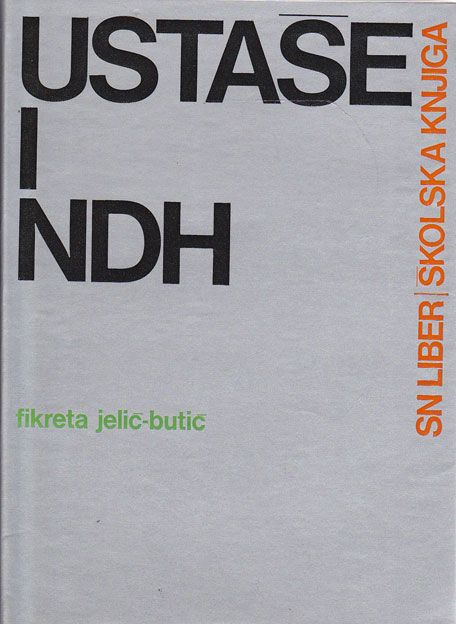 USTAŠE
I
NDH
fikreta jelić-butić
SN LIBER/ŠKOLSKA KNJIGA